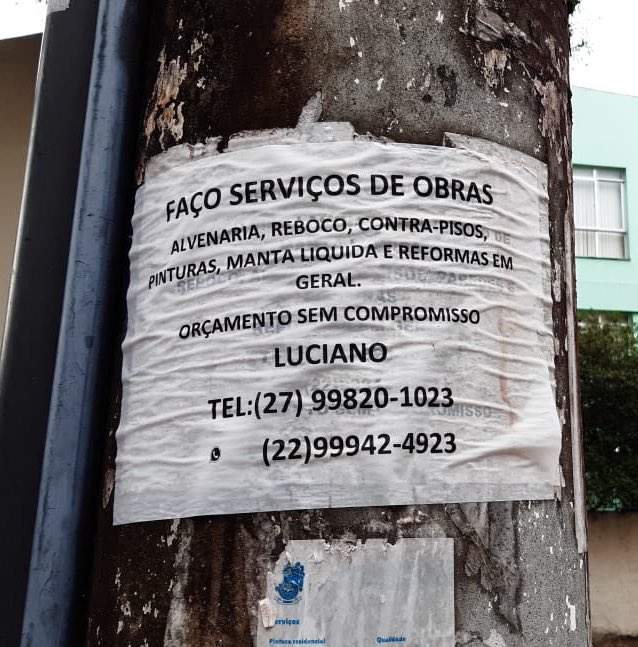 FAÇO SERVIÇOS DE OBRAS
ALVENARIA, REBOCO, CONTRA-PISOS,
PINTURAS, MANTA LIQUIDA E REFORMAS EM
GERAL.
ORÇAMENTO SEM COMPROMISSO
LUCIANO
TEL:(27) 99820-1023
(22)99942-4923
Serviços
Pintura residencial Qualidade